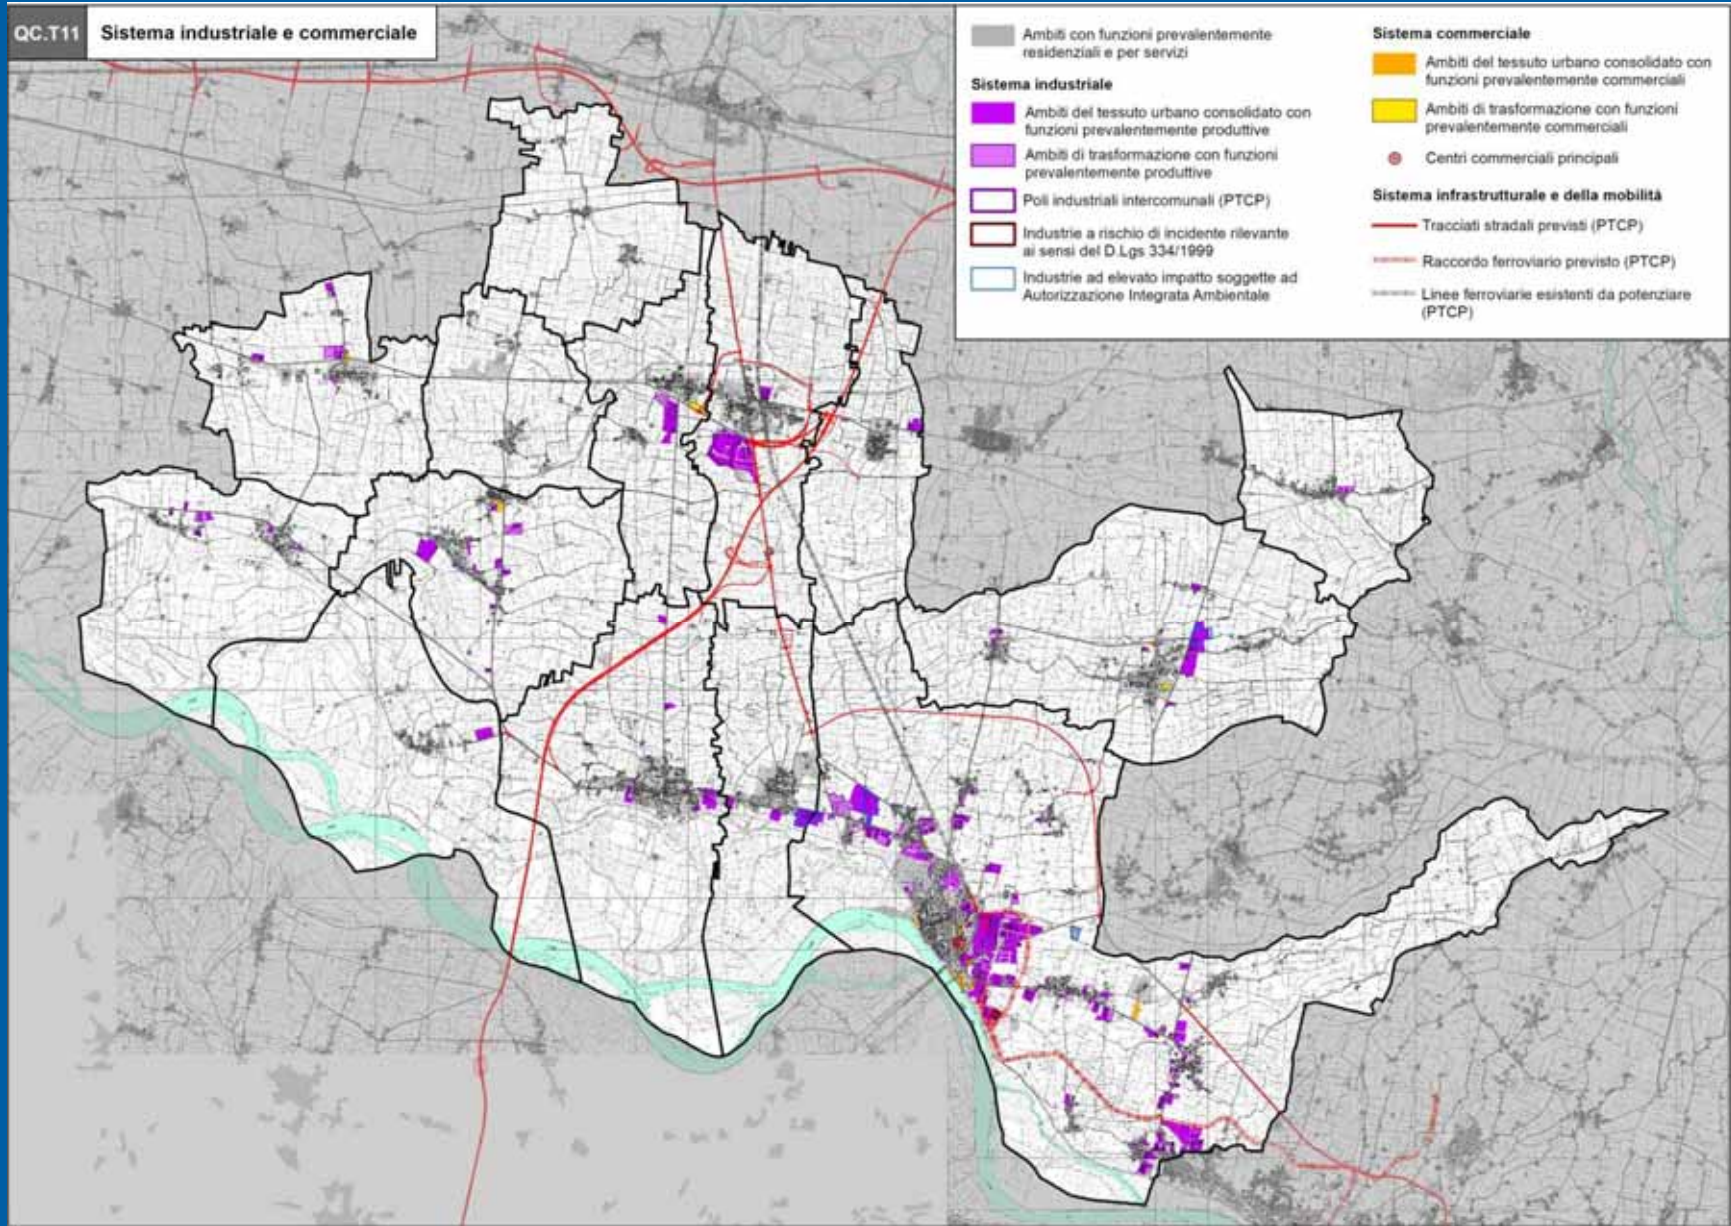 QC.T11 Sistema industriale e commerciale
Ambiti con funzioni prevalentemente
residenziali e per servizi
Sistema industriale
Ambiti del tessuto urbano consolidato con
funzioni prevalentemente produttive
Ambiti di trasformazione con funzioni
prevalentemente produttive
Poli industriali intercomunali (PTCP)
Industrie a rischio di incidente rilevante
ai sensi del D.Lgs 334/1999
Industrie ad elevato impatto soggette ad
Autorizzazione Integrata Ambientale
Sistema commerciale
Ambiti del tessuto urbano consolidato con
funzioni prevalentemente commerciali
Ambiti di trasformazione con funzioni
prevalentemente commerciali
Centri commerciali principali
Sistema infrastrutturale e della mobilità
Tracciati stradali previsti (PTCP)
Raccordo ferroviario previsto (PTCP)
Linee ferroviarie esistenti da potenziare
(PTCP)